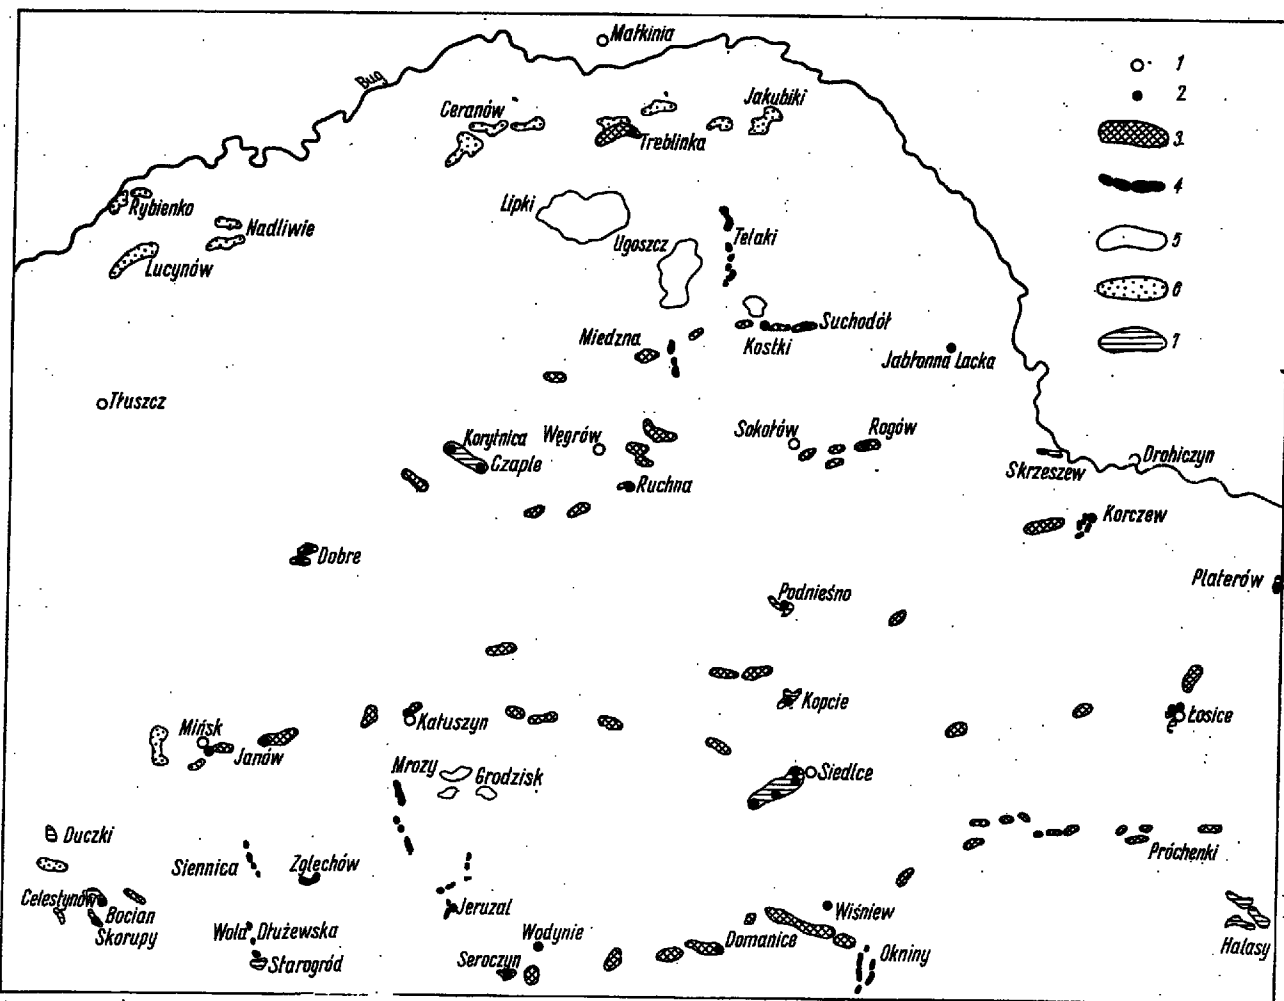 Małkinia
1
Bug
2
Ceranów
Jakubiki
Treblinka
3
4
Rybienko
Lipki
Nadliwie
Ugoszcz
Telaki
5
Lucynów
6
Suchodół
Miedzna
Kostki
7
Jabłonna Lacka
Tłuszcz
Korytnica
Węgrów
Sokołów
Rogów
Czaple
Drohiczyn
Skrzeszew
Ruchna
Korczew
Dobre
Platerów
Podnieśno
Kopcie
Mińsk
Kałuszyn
Łosice
Janów
Mrozy
Grodzisk
Siedlce
Duczki
Siennica
Zglechów
Próchenki
Celestynów
Bocian
Jeruzal
Wiśniew
Skorupy
Wola Dłużewska
Wodynie
Domanice
Hałasy
Starogród
Seroczyn
Okniny